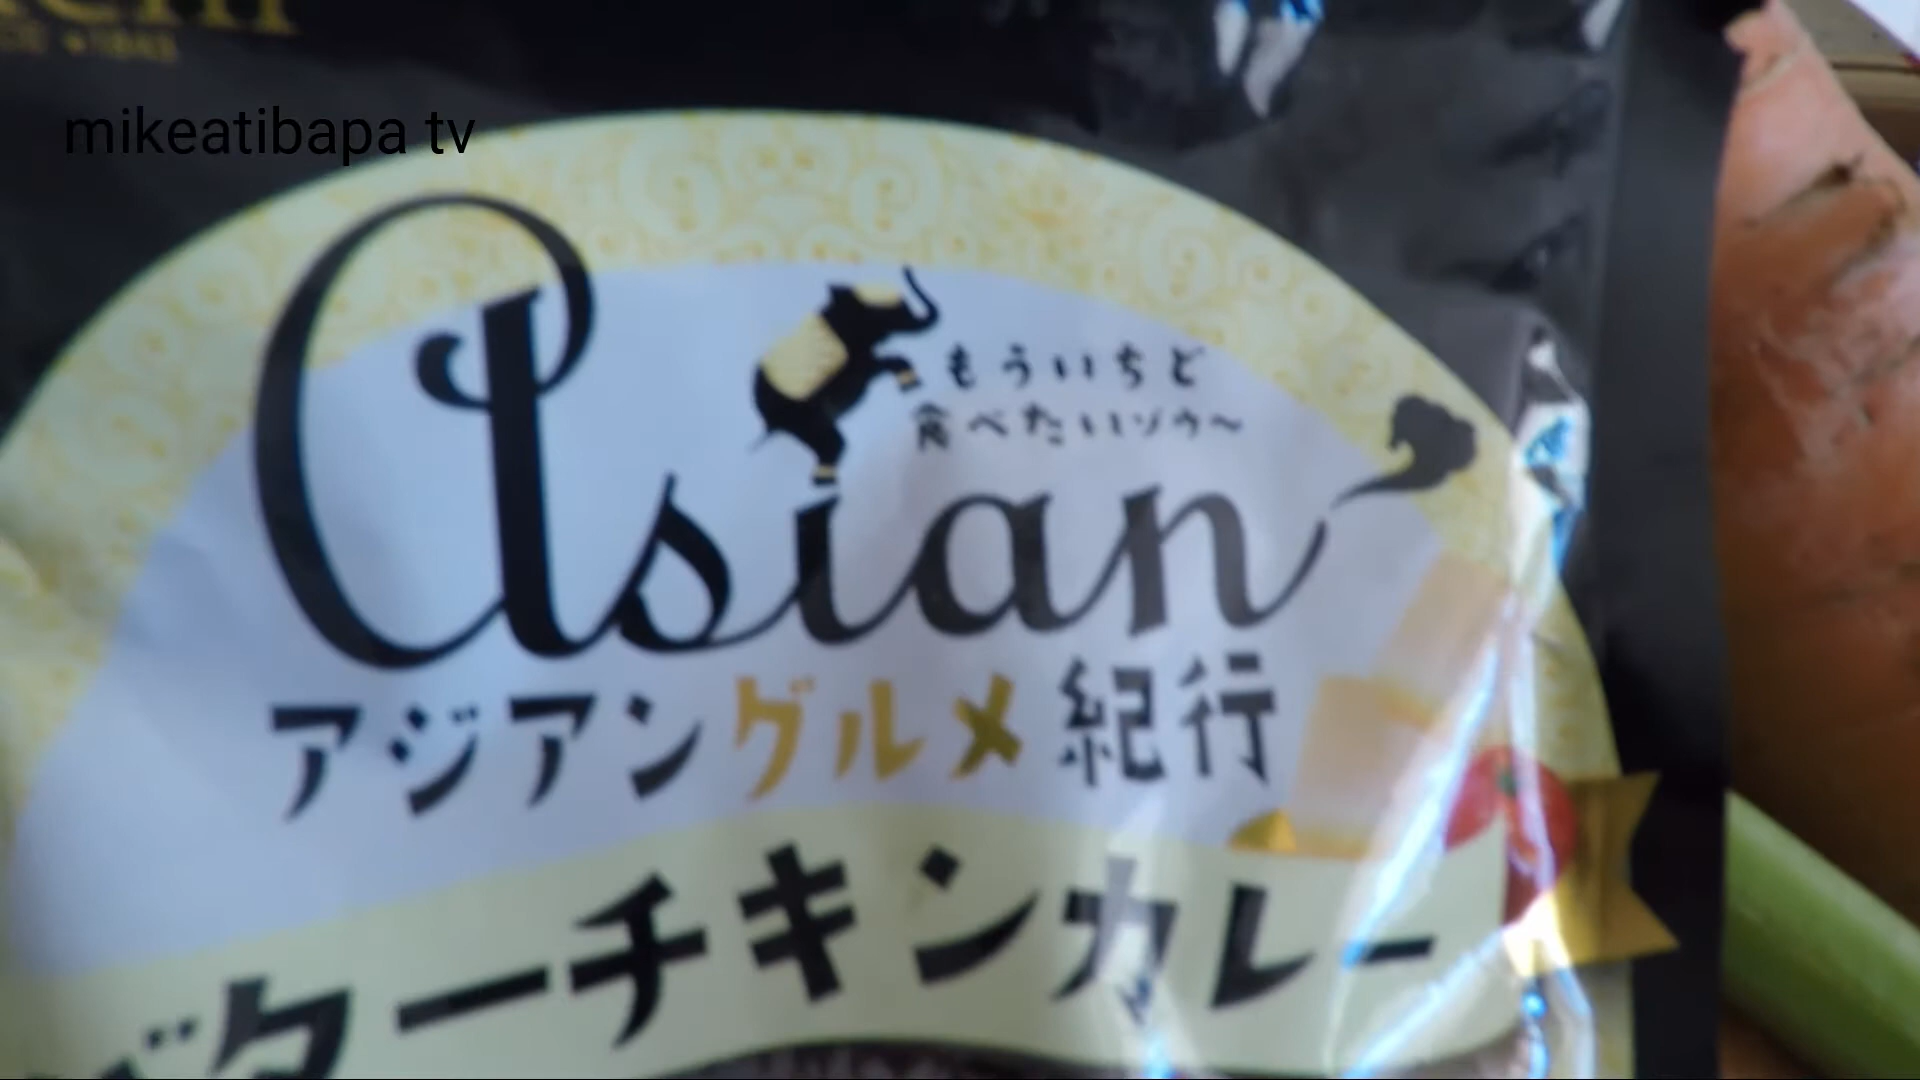 mikeatibapa tv
Asian
もういちど
食べたいゾウ〜
アジアングルメ紀行
バターチキンカレー